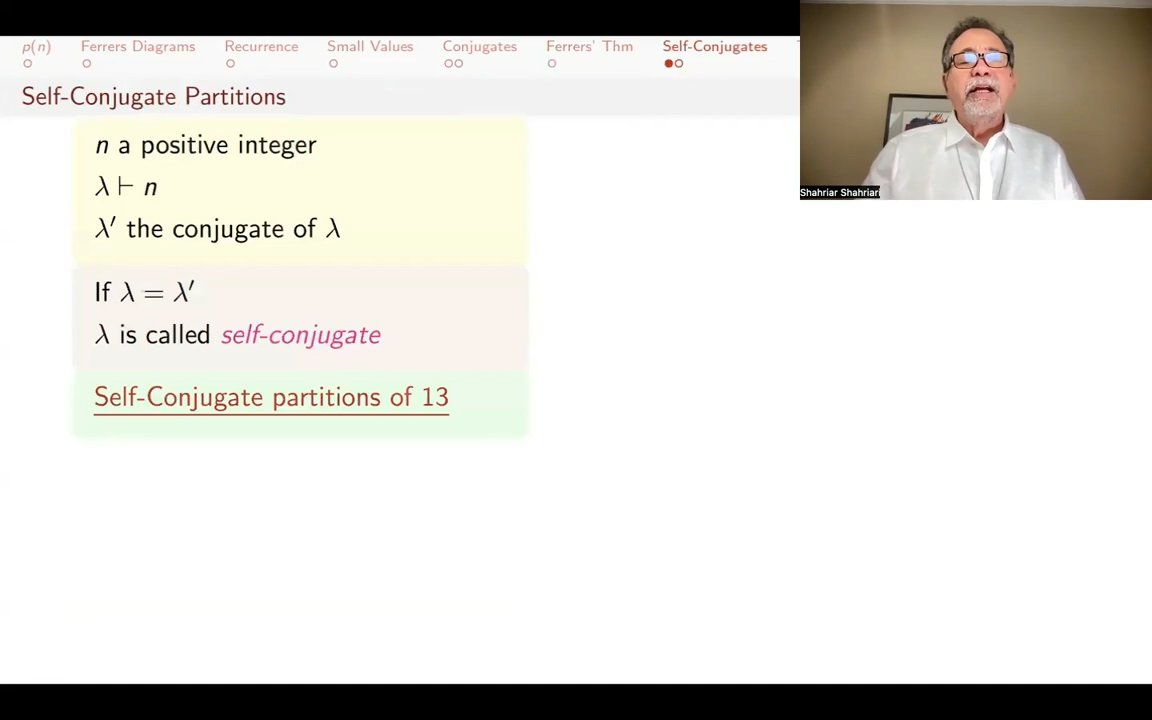 p(n) Ferrers Diagrams Recurrence Small Values Conjugates Ferrers' Thm Self-Conjugates
Self-Conjugate Partitions
n a positive integer
λ ⊢ n
λ′ the conjugate of λ
If λ = λ′
λ is called self-conjugate
Self-Conjugate partitions of 13
Shahriar Shahriari